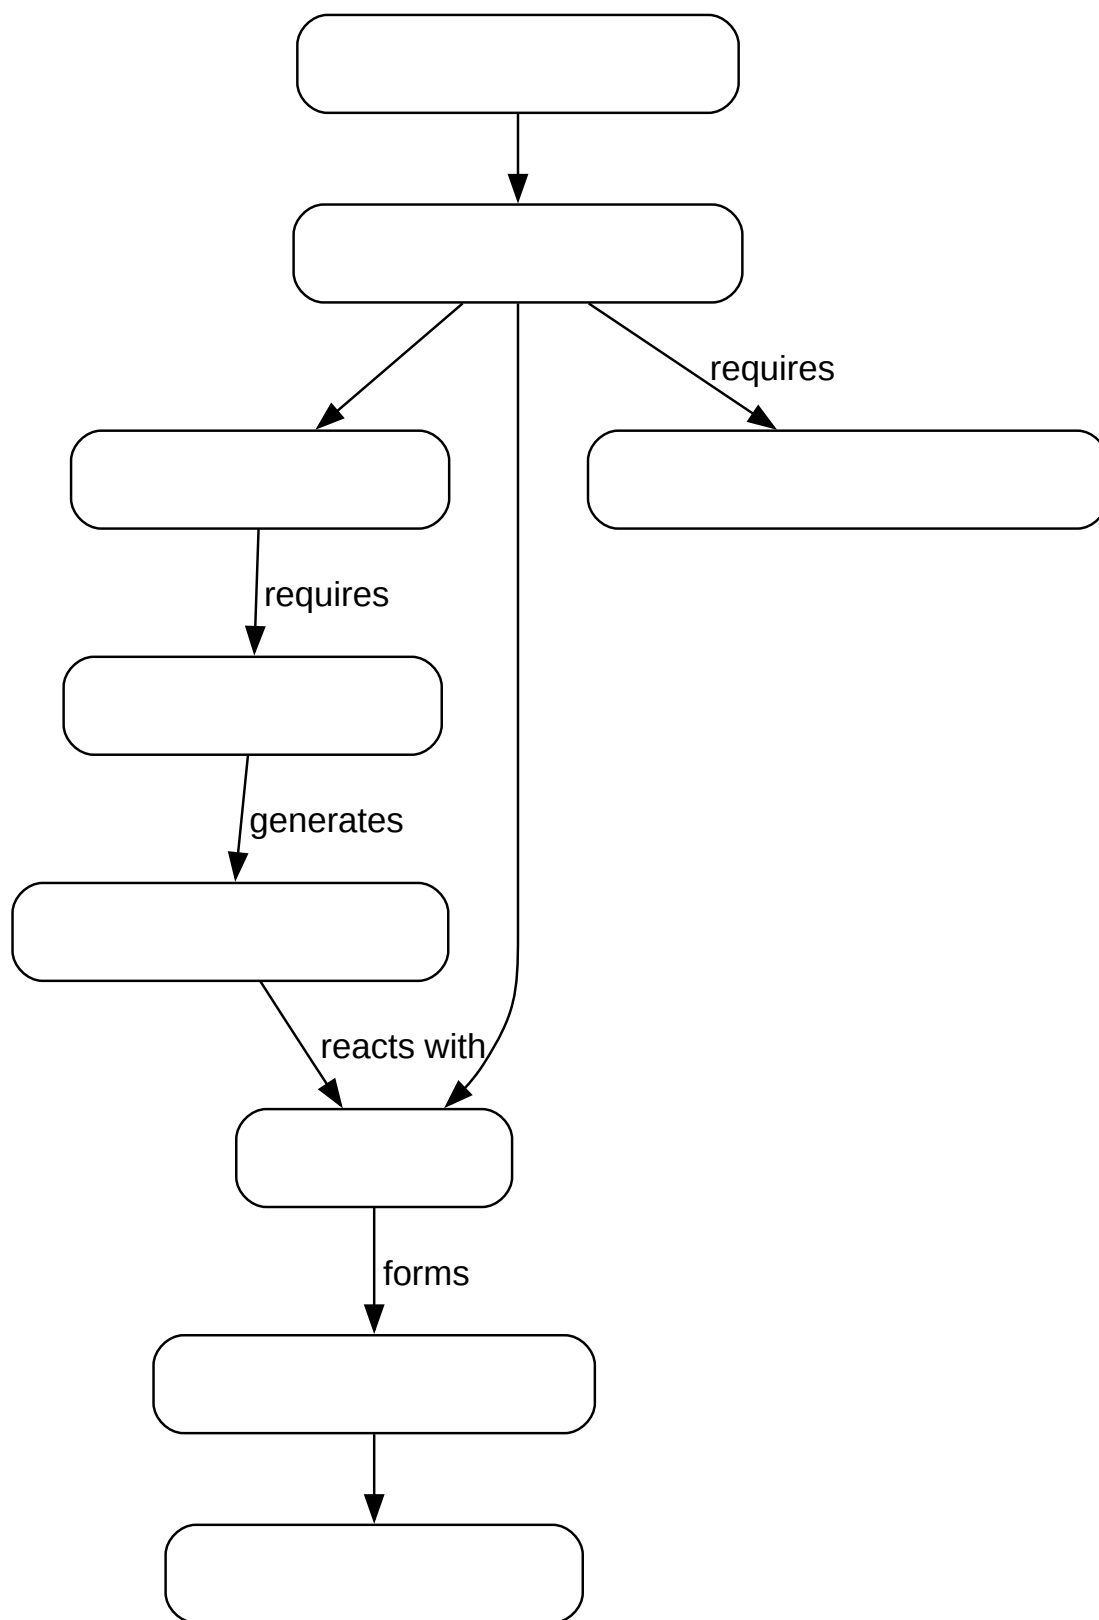 requires
requires
generates
reacts with
forms